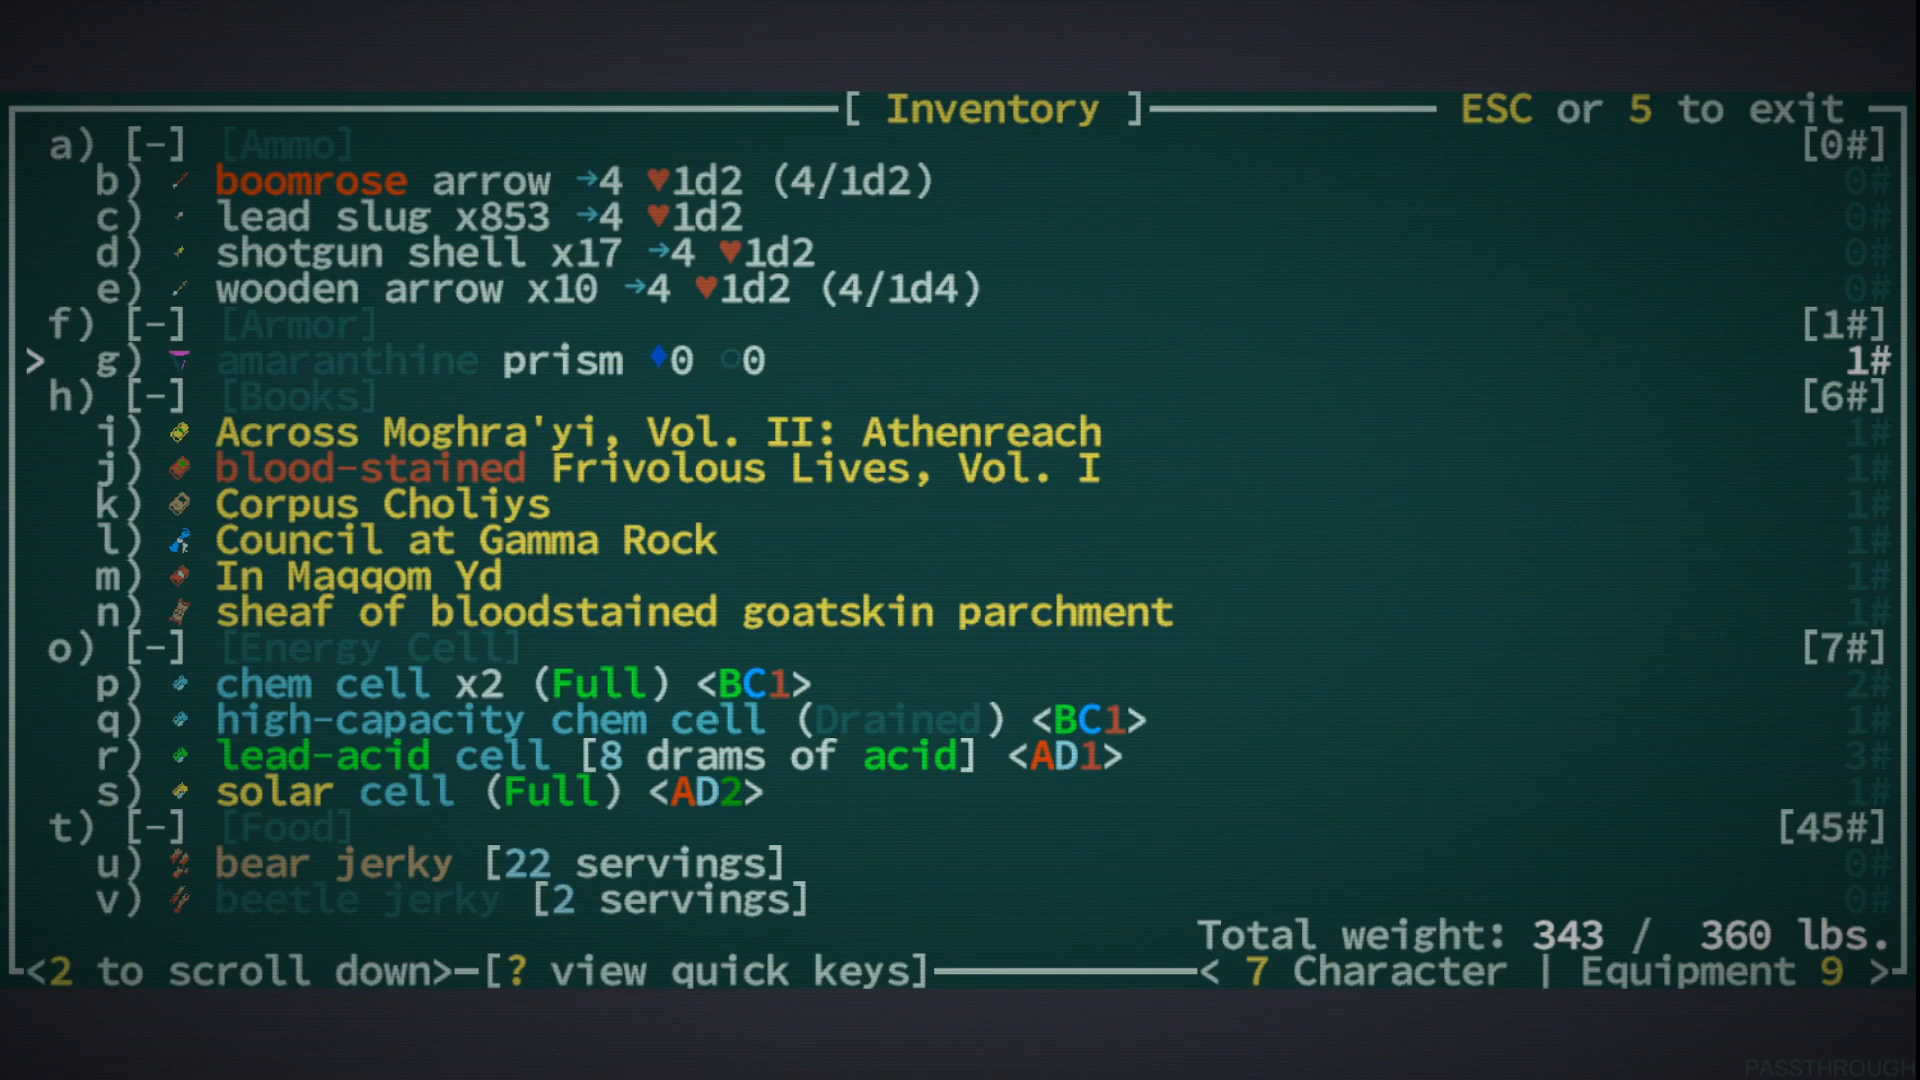 [ Inventory ] ESC or 5 to exit
a) [-] [Ammo] [0#]
b) boomrose arrow →4 ♥1d2 (4/1d2) 0#
c) lead slug x853 →4 ♥1d2 0#
d) shotgun shell x17 →4 ♥1d2 0#
e) wooden arrow x10 →4 ♥1d2 (4/1d4) 0#
f) [-] [Armor] [1#]
> g) amaranthine prism ♦0 ○0 1#
h) [-] [Books] [6#]
i) Across Moghra'yi, Vol. II: Athenreach 1#
j) blood-stained Frivolous Lives, Vol. I 1#
k) Corpus Choliys 1#
l) Council at Gamma Rock 1#
m) In Maqqom Yd 1#
n) sheaf of bloodstained goatskin parchment 1#
o) [-] [Energy Cell] [7#]
p) chem cell x2 (Full) <BC1> 2#
q) high-capacity chem cell (Drained) <BC1> 1#
r) lead-acid cell [8 drams of acid] <AD1> 3#
s) solar cell (Full) <AD2> 1#
t) [-] [Food] [45#]
u) bear jerky [22 servings] 0#
v) beetle jerky [2 servings] 0#
Total weight: 343 / 360 lbs.
<2 to scroll down> [? view quick keys] < 7 Character | Equipment 9 >
PASSTHROUGH